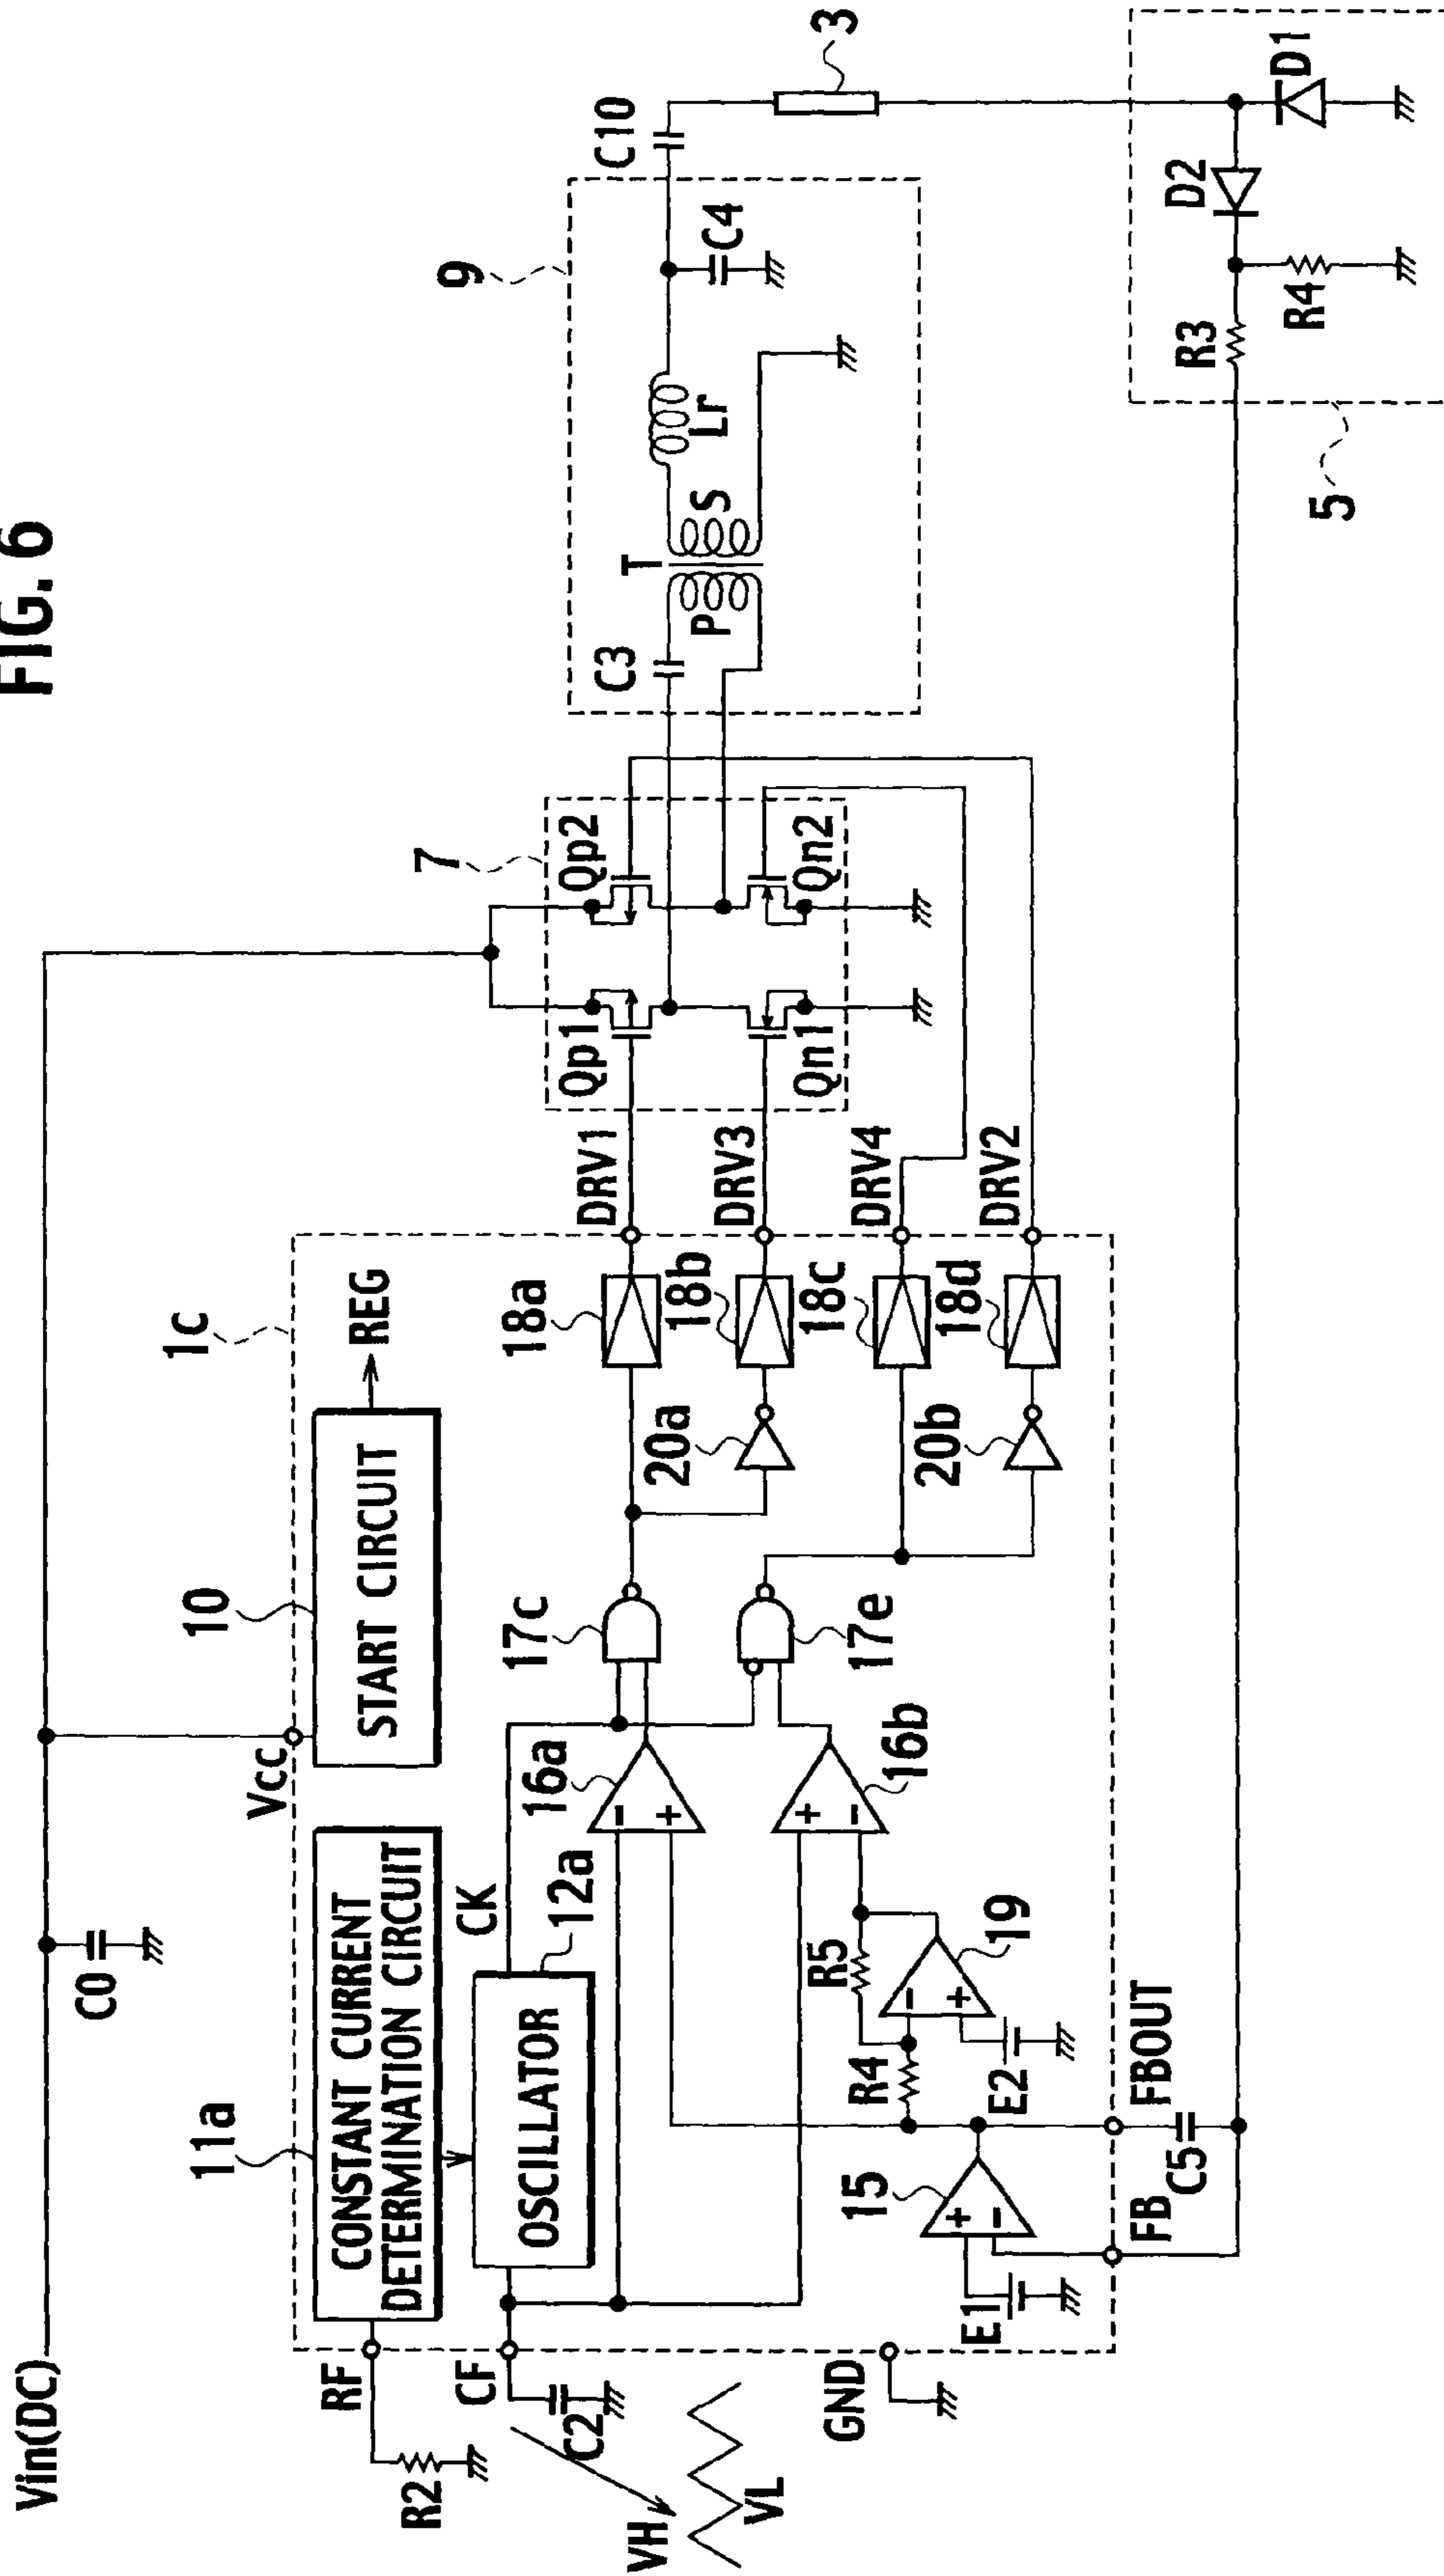 FIG. 6
Vin(DC)
C0
Vcc
1c
11a
CONSTANT CURRENT
DETERMINATION CIRCUIT
10
START CIRCUIT
REG
RF
R2
CF
C2
VH
VL
GND
OSCILLATOR
12a
CK
16a
-
+
16b
+
-
17c
17e
18a
18b
18c
18d
20a
20b
DRV1
DRV3
DRV4
DRV2
15
+
-
E1
R4
R5
19
-
+
E2
FB
FBOUT
C5
7
Qp1
Qp2
Qn1
Qn2
9
C3
T
P
S
Lr
C4
C10
3
5
R3
R4
D2
D1